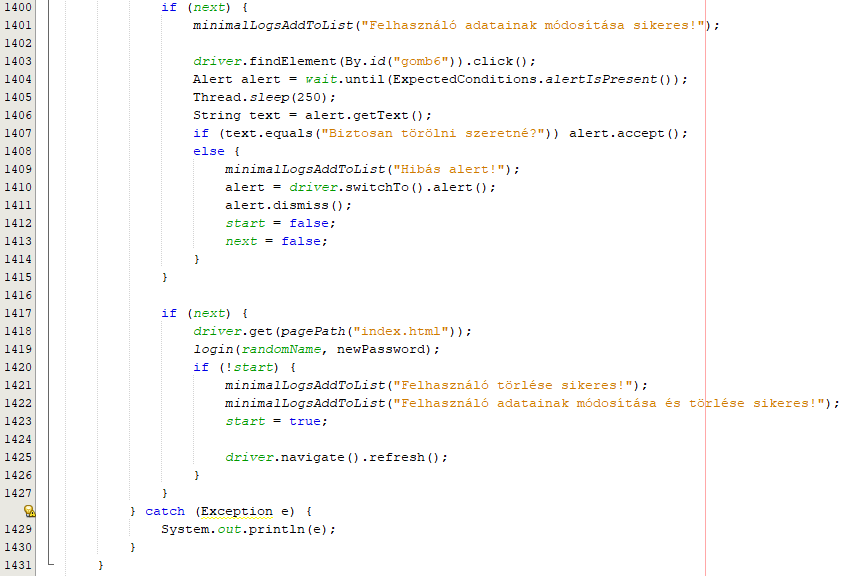 1400 if (next) {
1401 minimalLogsAddToList("Felhasználó adatainak módosítása sikeres!");
1402
1403 driver.findElement(By.id("gomb6")).click();
1404 Alert alert = wait.until(ExpectedConditions.alertIsPresent());
1405 Thread.sleep(250);
1406 String text = alert.getText();
1407 if (text.equals("Biztosan törölni szeretné?")) alert.accept();
1408 else {
1409 minimalLogsAddToList("Hibás alert!");
1410 alert = driver.switchTo().alert();
1411 alert.dismiss();
1412 start = false;
1413 next = false;
1414 }
1415 }
1416
1417 if (next) {
1418 driver.get(pagePath("index.html"));
1419 login(randomName, newPassword);
1420 if (!start) {
1421 minimalLogsAddToList("Felhasználó törlése sikeres!");
1422 minimalLogsAddToList("Felhasználó adatainak módosítása és törlése sikeres!");
1423 start = true;
1424
1425 driver.navigate().refresh();
1426 }
1427 }
} catch (Exception e) {
1429 System.out.println(e);
1430 }
1431 }